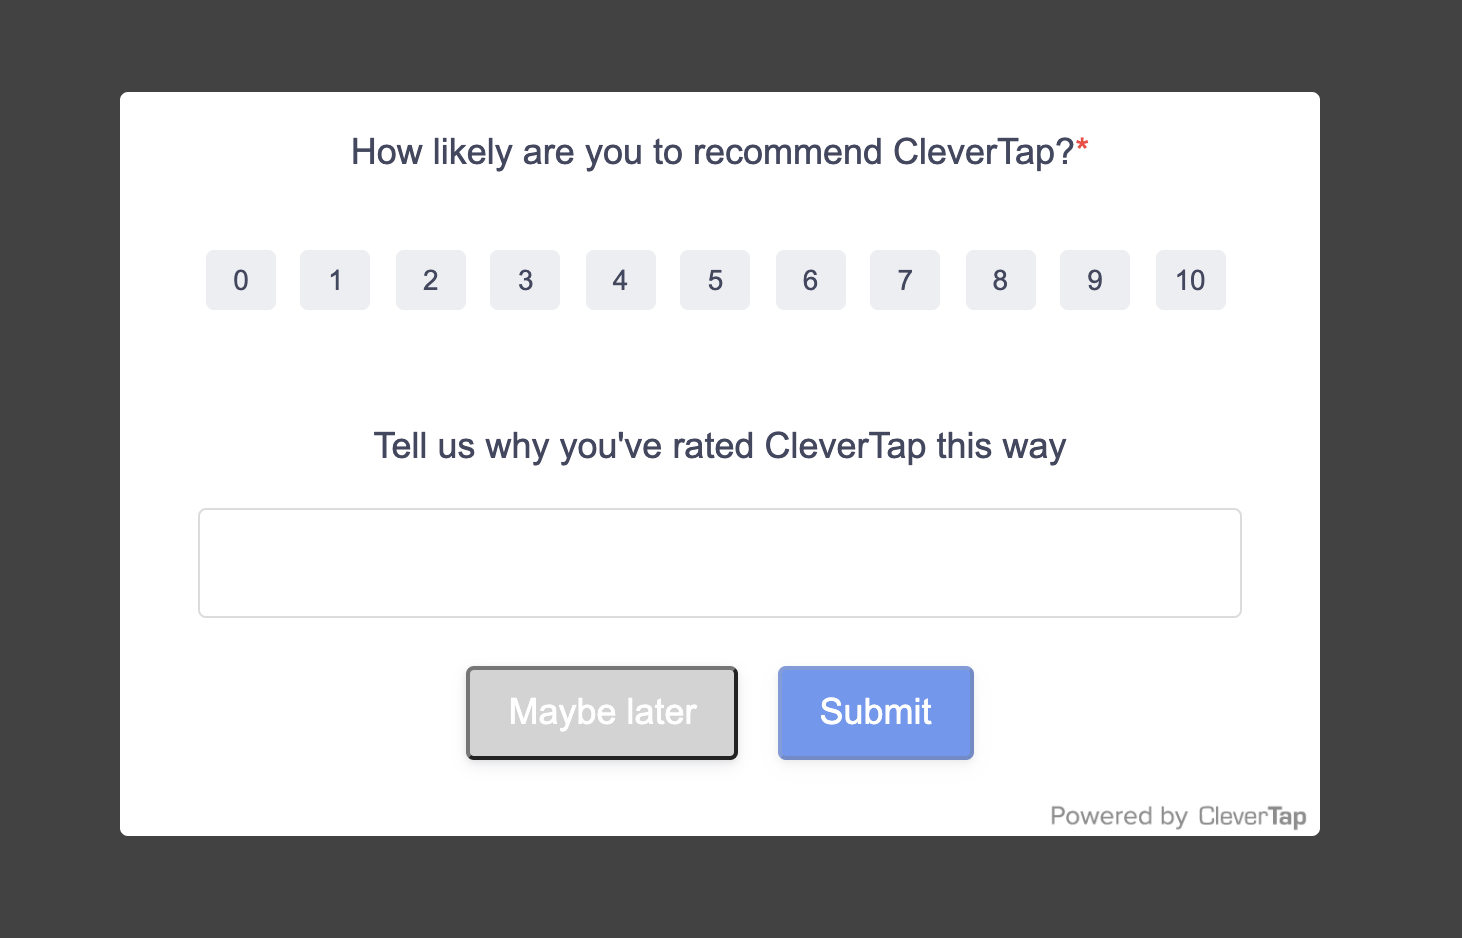 How likely are you to recommend CleverTap?*
0 1 2 3 4 5 6 7 8 9 10
Tell us why you've rated CleverTap this way
Maybe later Submit
Powered by CleverTap